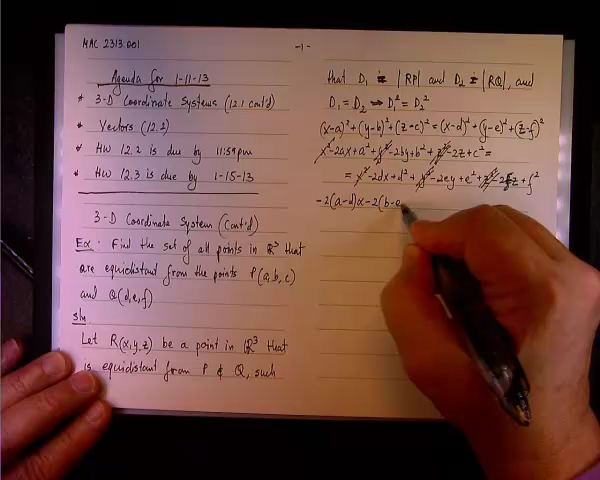 MAC 2313.001
-1-
Agenda for 1-11-13
* 3-D Coordinate Systems (12.1 cont'd)
* Vectors (12.2)
* HW 12.2 is due by 11:59pm
* HW 12.3 is due by 1-15-13
3-D Coordinate System (Cont'd)
Ex: Find the set of all points in ℝ³ that
are equidistant from the points P(a,b,c)
and Q(d,e,f)
Sln
Let R(x,y,z) be a point in ℝ³ that
is equidistant from P & Q, such
that D₁ = |RP| and D₂ = |RQ|, and
D₁ = D₂ ⇒ D₁² = D₂²
(x-a)² + (y-b)² + (z-c)² = (x-d)² + (y-e)² + (z-f)²
x² -2ax + a² + y² -2by + b² + z² -2z + c² =
= x² -2dx + d² + y² -2ey + e² + z² -2fz + f²
-2(a-d)x -2(b-e